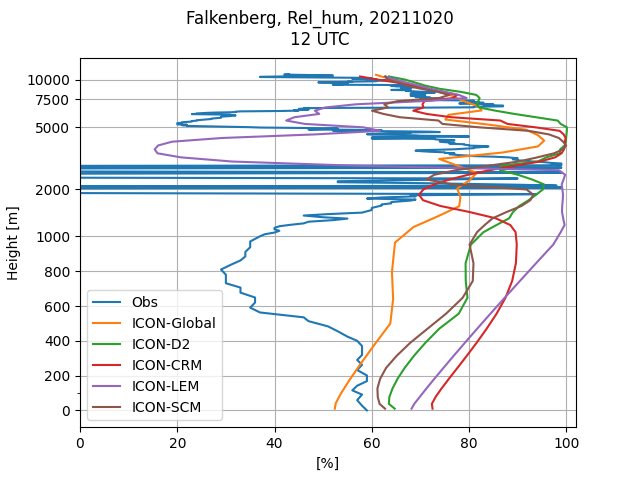 Falkenberg, Rel_hum, 20211020
12 UTC
10000
7500
5000
2000
1000
800
600
400
200
0
Height [m]
Obs
ICON-Global
ICON-D2
ICON-CRM
ICON-LEM
ICON-SCM
0 20 40 60 80 100
[%]